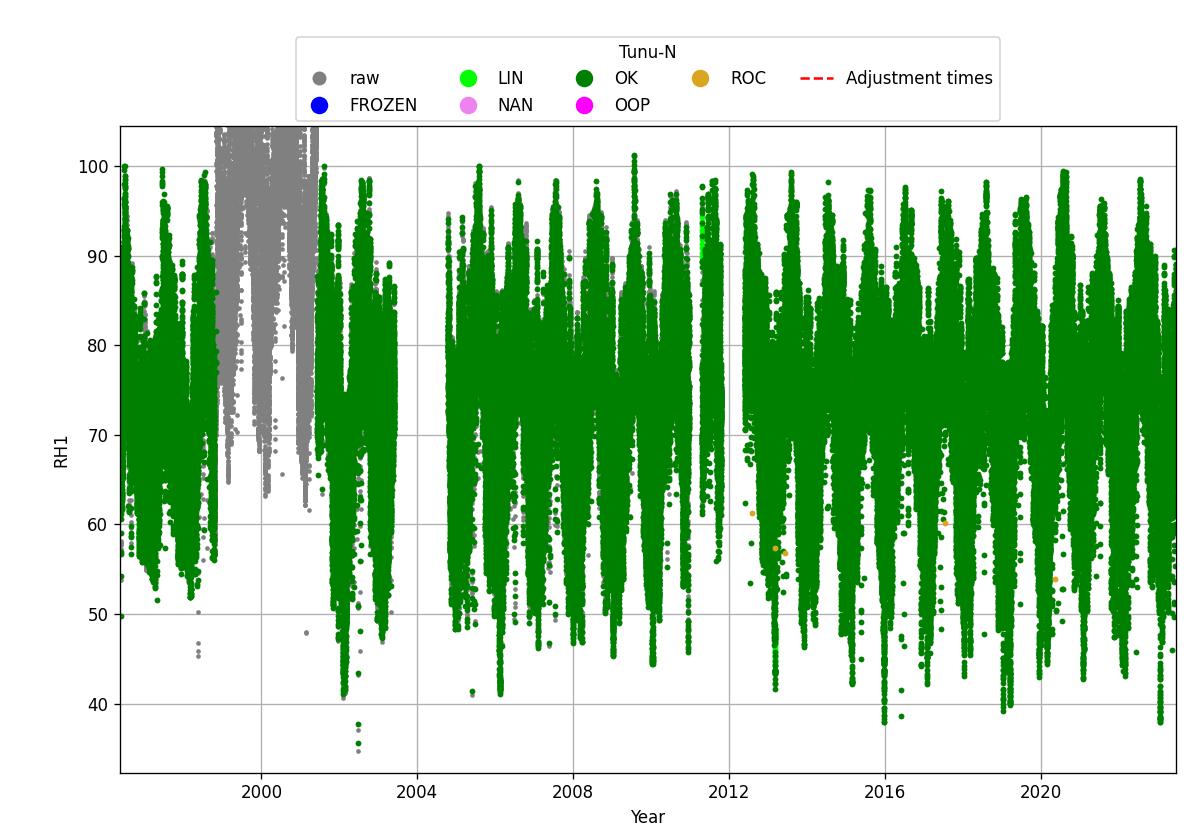 Tunu-N
raw LIN OK ROC Adjustment times
FROZEN NAN OOP
100
90
80
70
60
50
40
RH1
2000 2004 2008 2012 2016 2020
Year